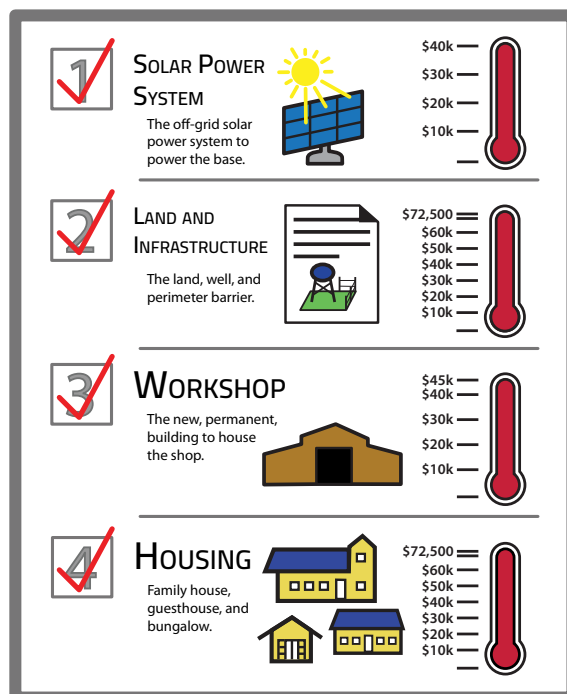 1
SOLAR POWER
SYSTEM
The off-grid solar
power system to
power the base.
$40k
$30k
$20k
$10k
2
LAND AND
INFRASTRUCTURE
The land, well, and
perimeter barrier.
$72,500
$60k
$50k
$40k
$30k
$20k
$10k
3
WORKSHOP
The new, permanent,
building to house
the shop.
$45k
$40k
$30k
$20k
$10k
4
HOUSING
Family house,
guesthouse, and
bungalow.
$72,500
$60k
$50k
$40k
$30k
$20k
$10k